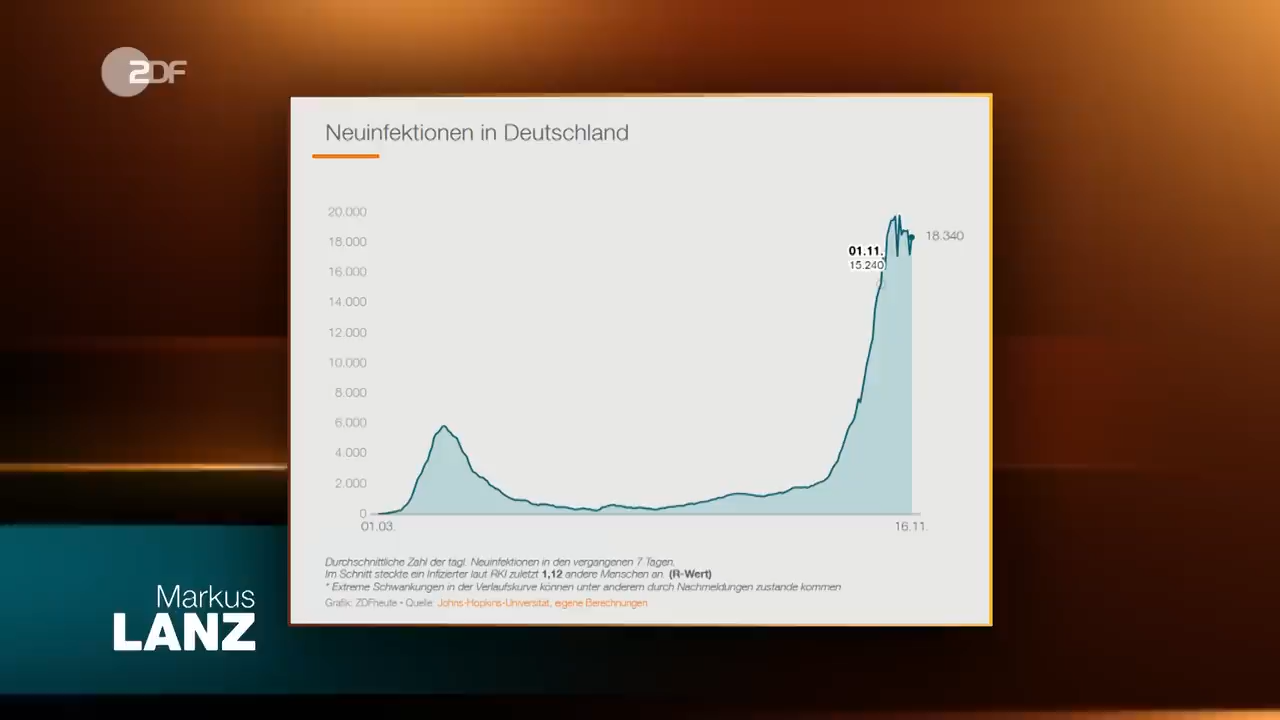 ZDF
Neuinfektionen in Deutschland
20.000
18.000
16.000
14.000
12.000
10.000
8.000
6.000
4.000
2.000
0
01.11.
15.240
18.340
01.03.
16.11.
Durchschnittliche Zahl der tägl. Neuinfektionen in den vergangenen 7 Tagen.
Im Schnitt steckte ein Infizierter laut RKI zuletzt 1,12 andere Menschen an. (R-Wert)
* Extreme Schwankungen in der Verlaufskurve können unter anderem durch Nachmeldungen zustande kommen
Grafik: ZDFheute • Quelle: Johns-Hopkins-Universität, eigene Berechnungen
Markus
LANZ